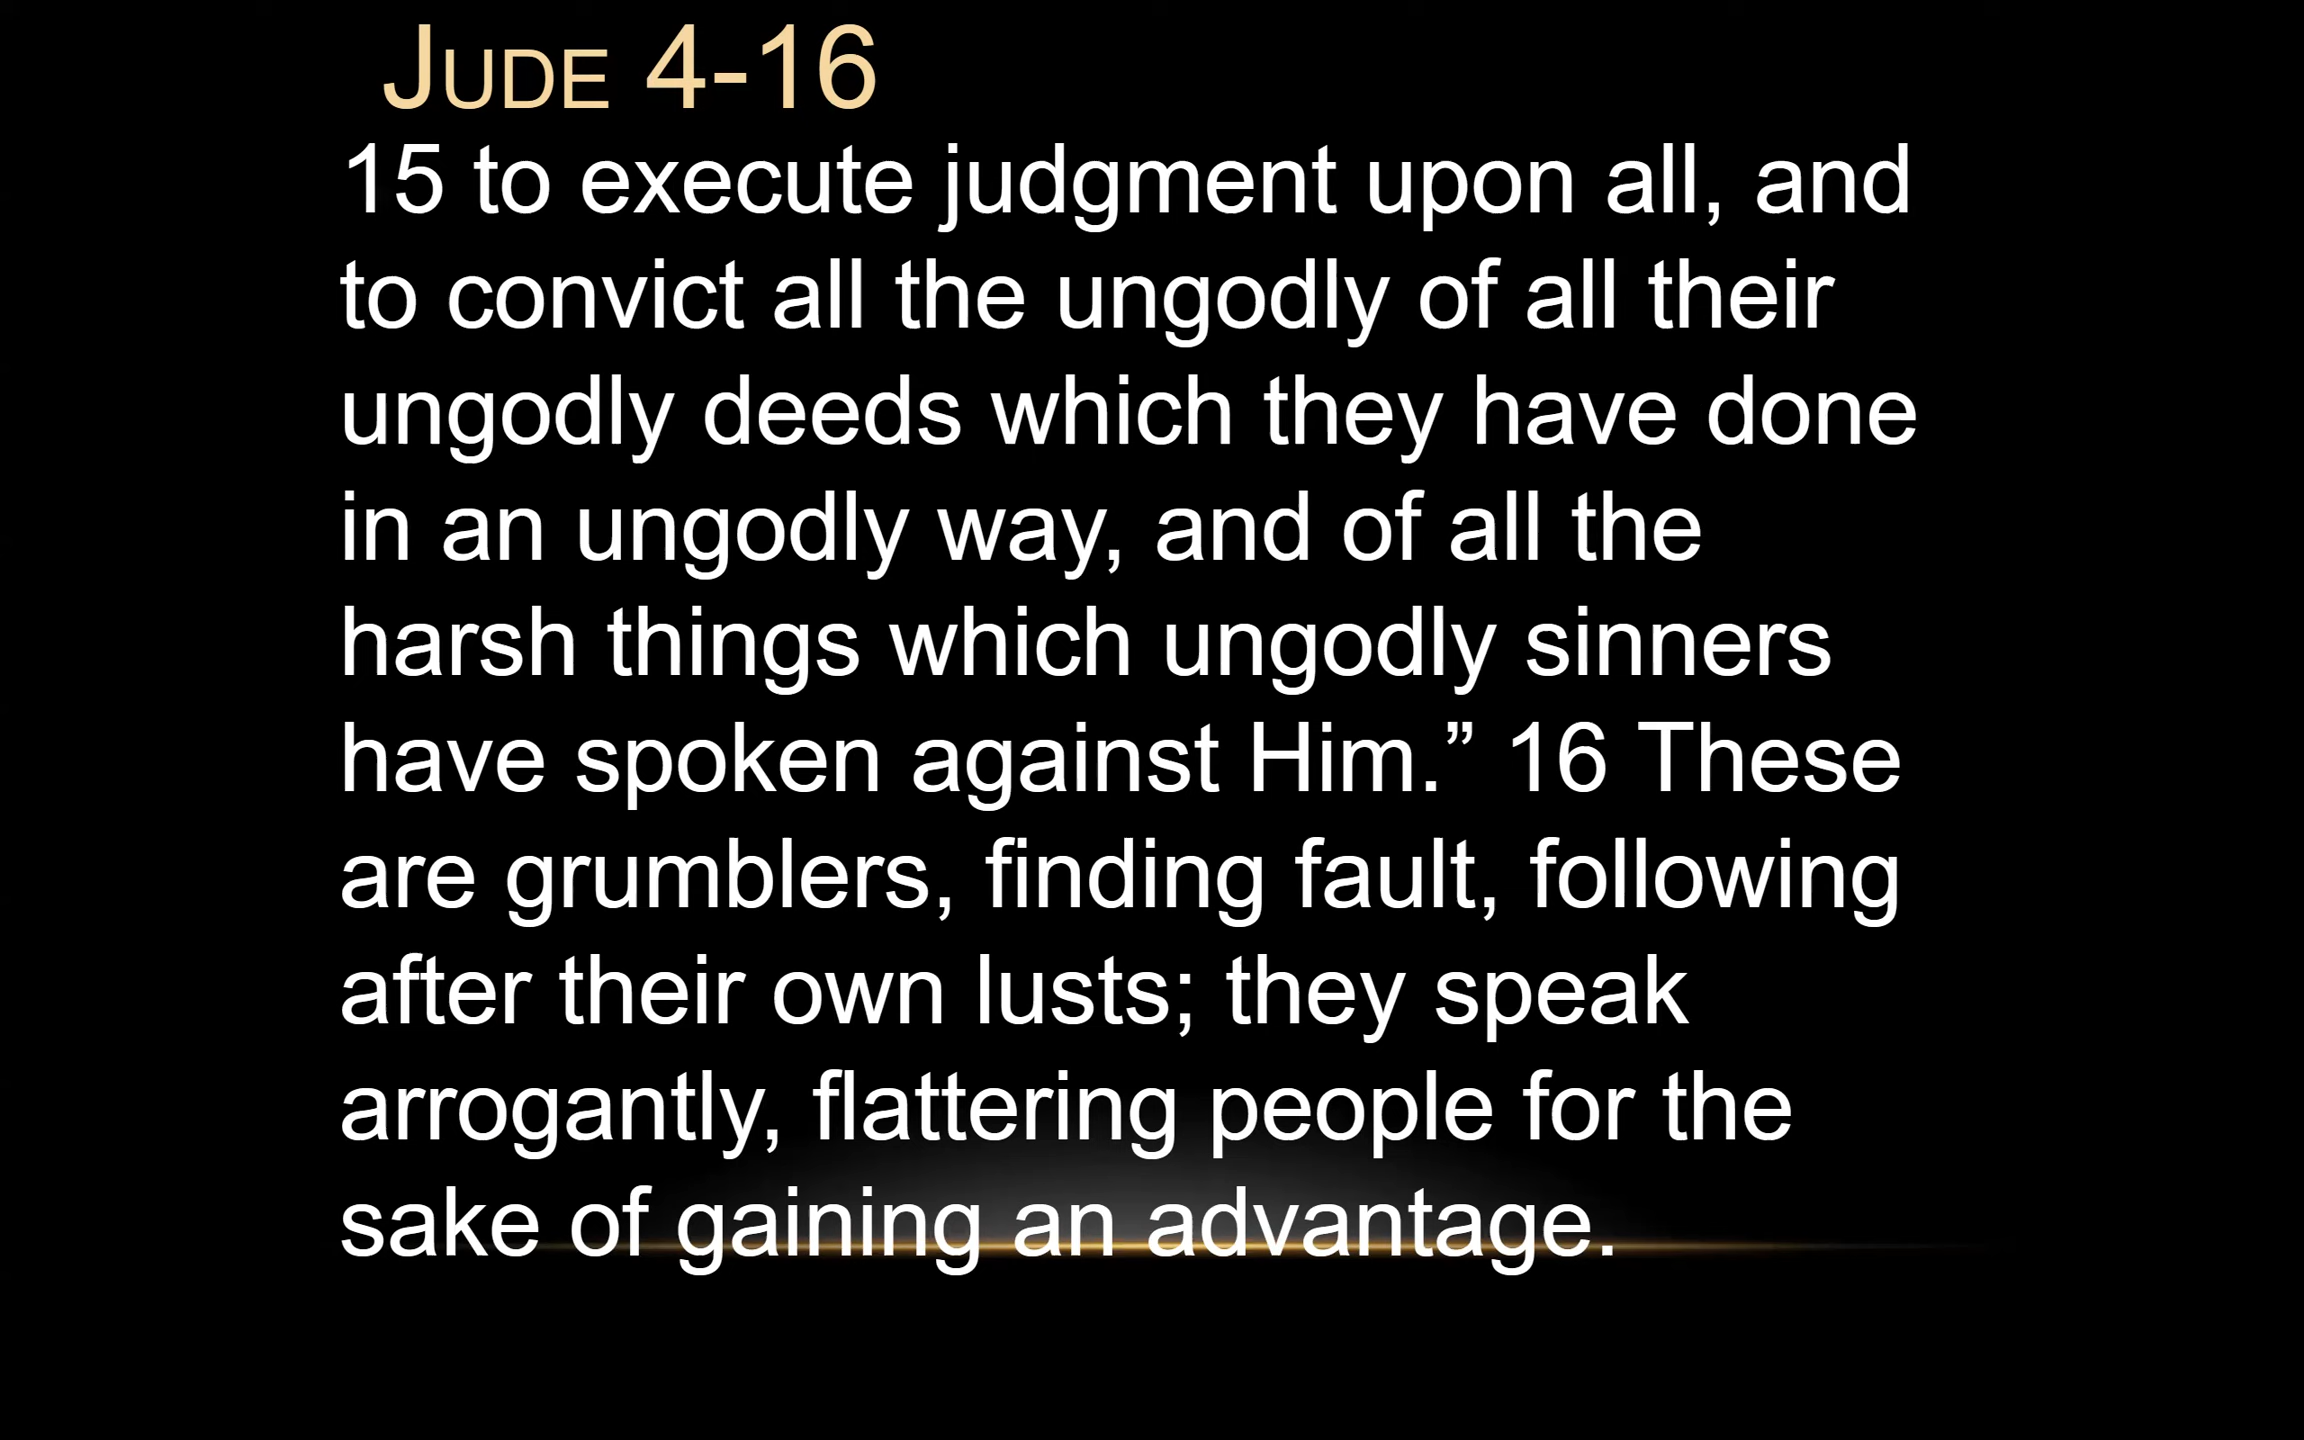 JUDE 4-16
15 to execute judgment upon all, and
to convict all the ungodly of all their
ungodly deeds which they have done
in an ungodly way, and of all the
harsh things which ungodly sinners
have spoken against Him.” 16 These
are grumblers, finding fault, following
after their own lusts; they speak
arrogantly, flattering people for the
sake of gaining an advantage.